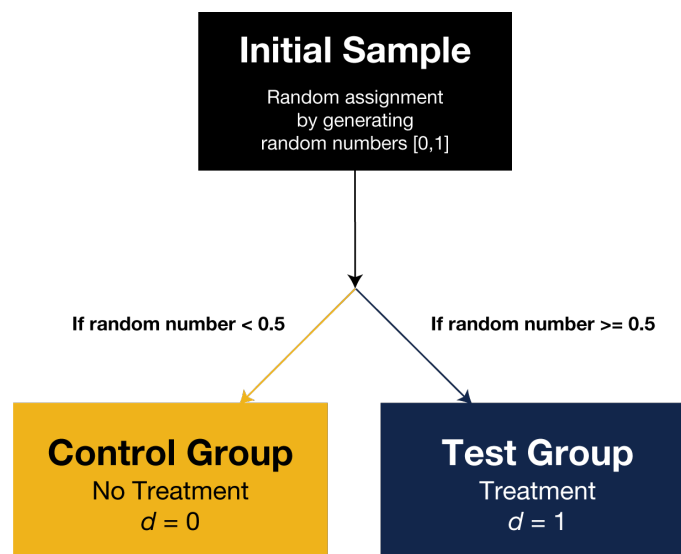 Initial Sample
Random assignment
by generating
random numbers [0,1]
If random number < 0.5
If random number >= 0.5
Control Group
No Treatment
d = 0
Test Group
Treatment
d = 1